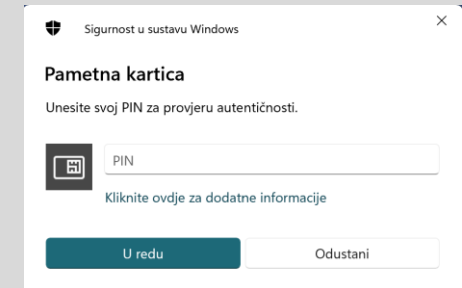 Sigurnost u sustavu Windows
Pametna kartica
Unesite svoj PIN za provjeru autentičnosti.
PIN
Kliknite ovdje za dodatne informacije
U redu
Odustani